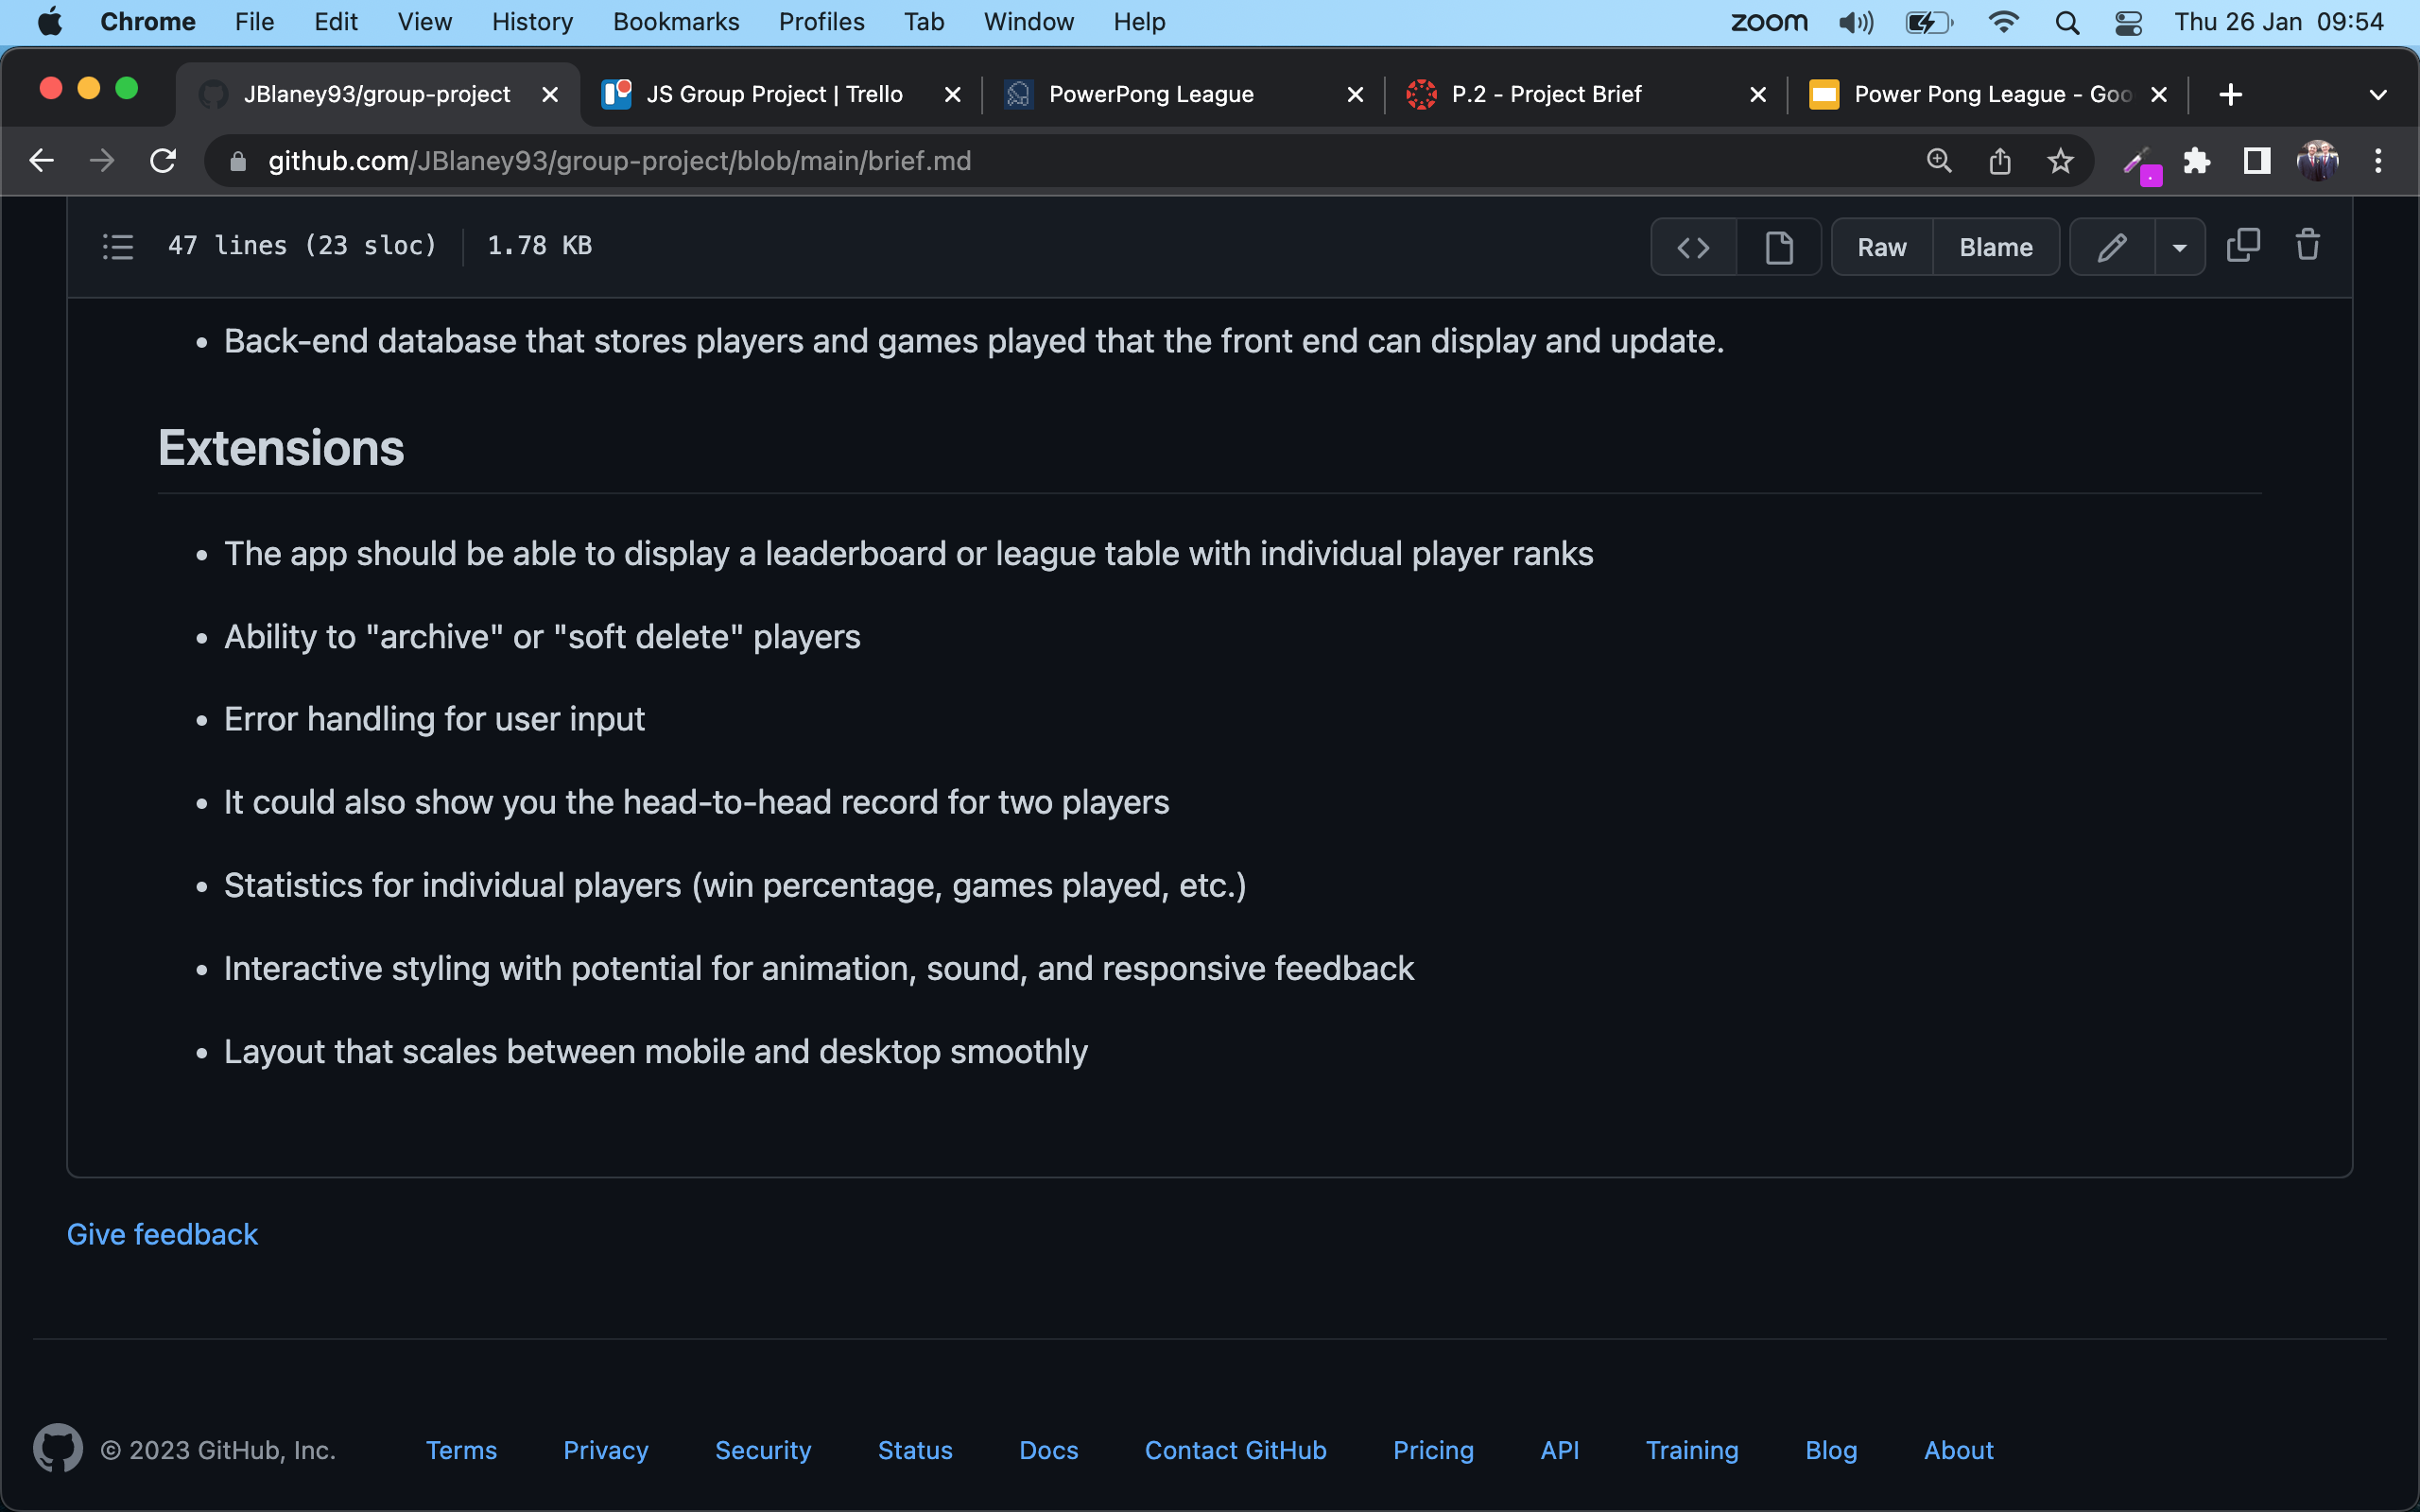 Chrome File Edit View History Bookmarks Profiles Tab Window Help zoom Thu 26 Jan 09:54
JBlaney93/group-project JS Group Project | Trello PowerPong League P.2 - Project Brief Power Pong League - Goo
github.com/JBlaney93/group-project/blob/main/brief.md
47 lines (23 sloc) 1.78 KB Raw Blame
• Back-end database that stores players and games played that the front end can display and update.
Extensions
• The app should be able to display a leaderboard or league table with individual player ranks
• Ability to "archive" or "soft delete" players
• Error handling for user input
• It could also show you the head-to-head record for two players
• Statistics for individual players (win percentage, games played, etc.)
• Interactive styling with potential for animation, sound, and responsive feedback
• Layout that scales between mobile and desktop smoothly
Give feedback
© 2023 GitHub, Inc. Terms Privacy Security Status Docs Contact GitHub Pricing API Training Blog About